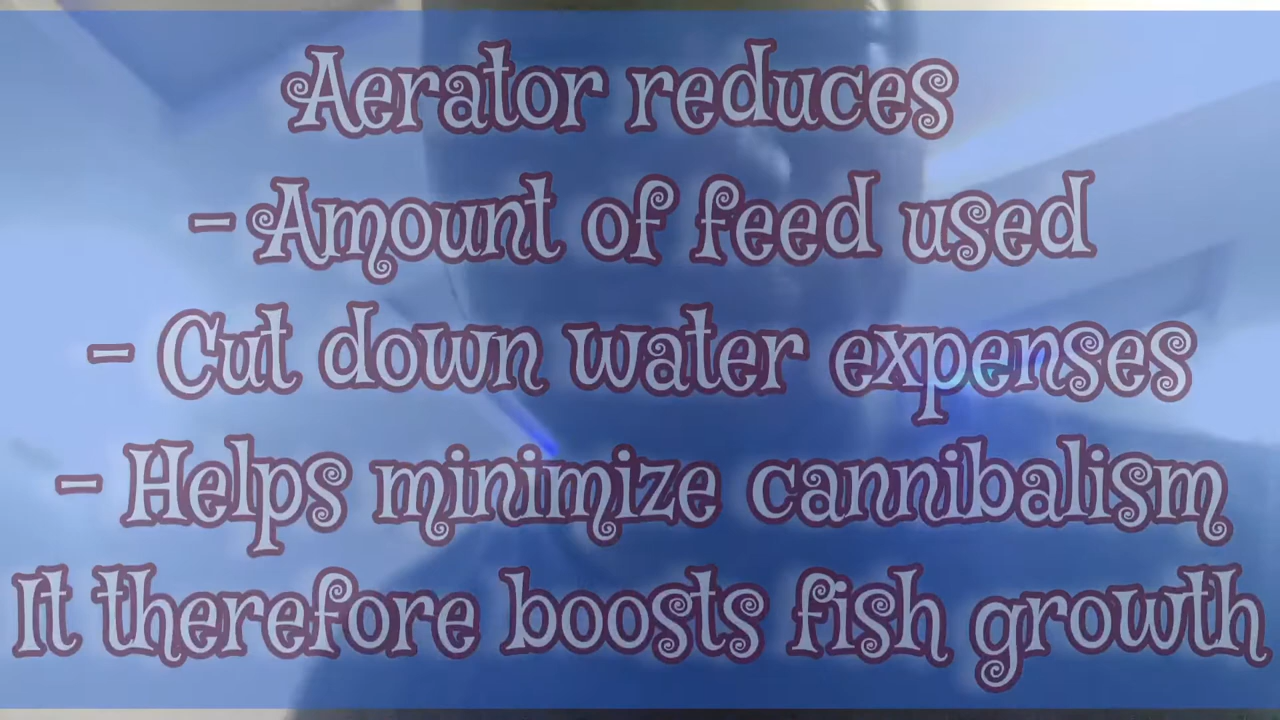 Aerator reduces
- Amount of feed used
- Cut down water expenses
- Helps minimize cannibalism
It therefore boosts fish growth